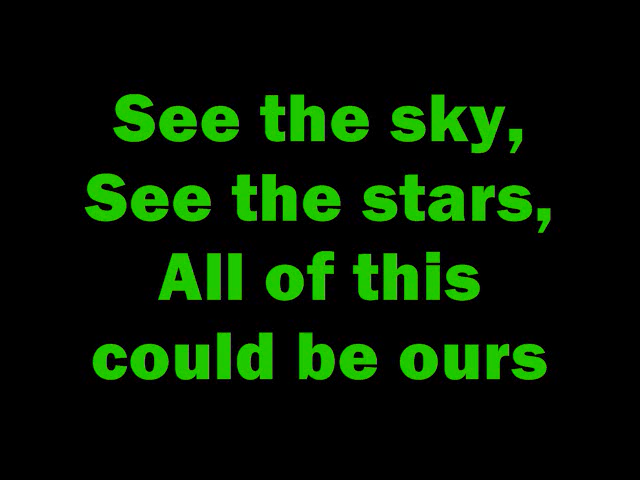 See the sky,
See the stars,
All of this
could be ours